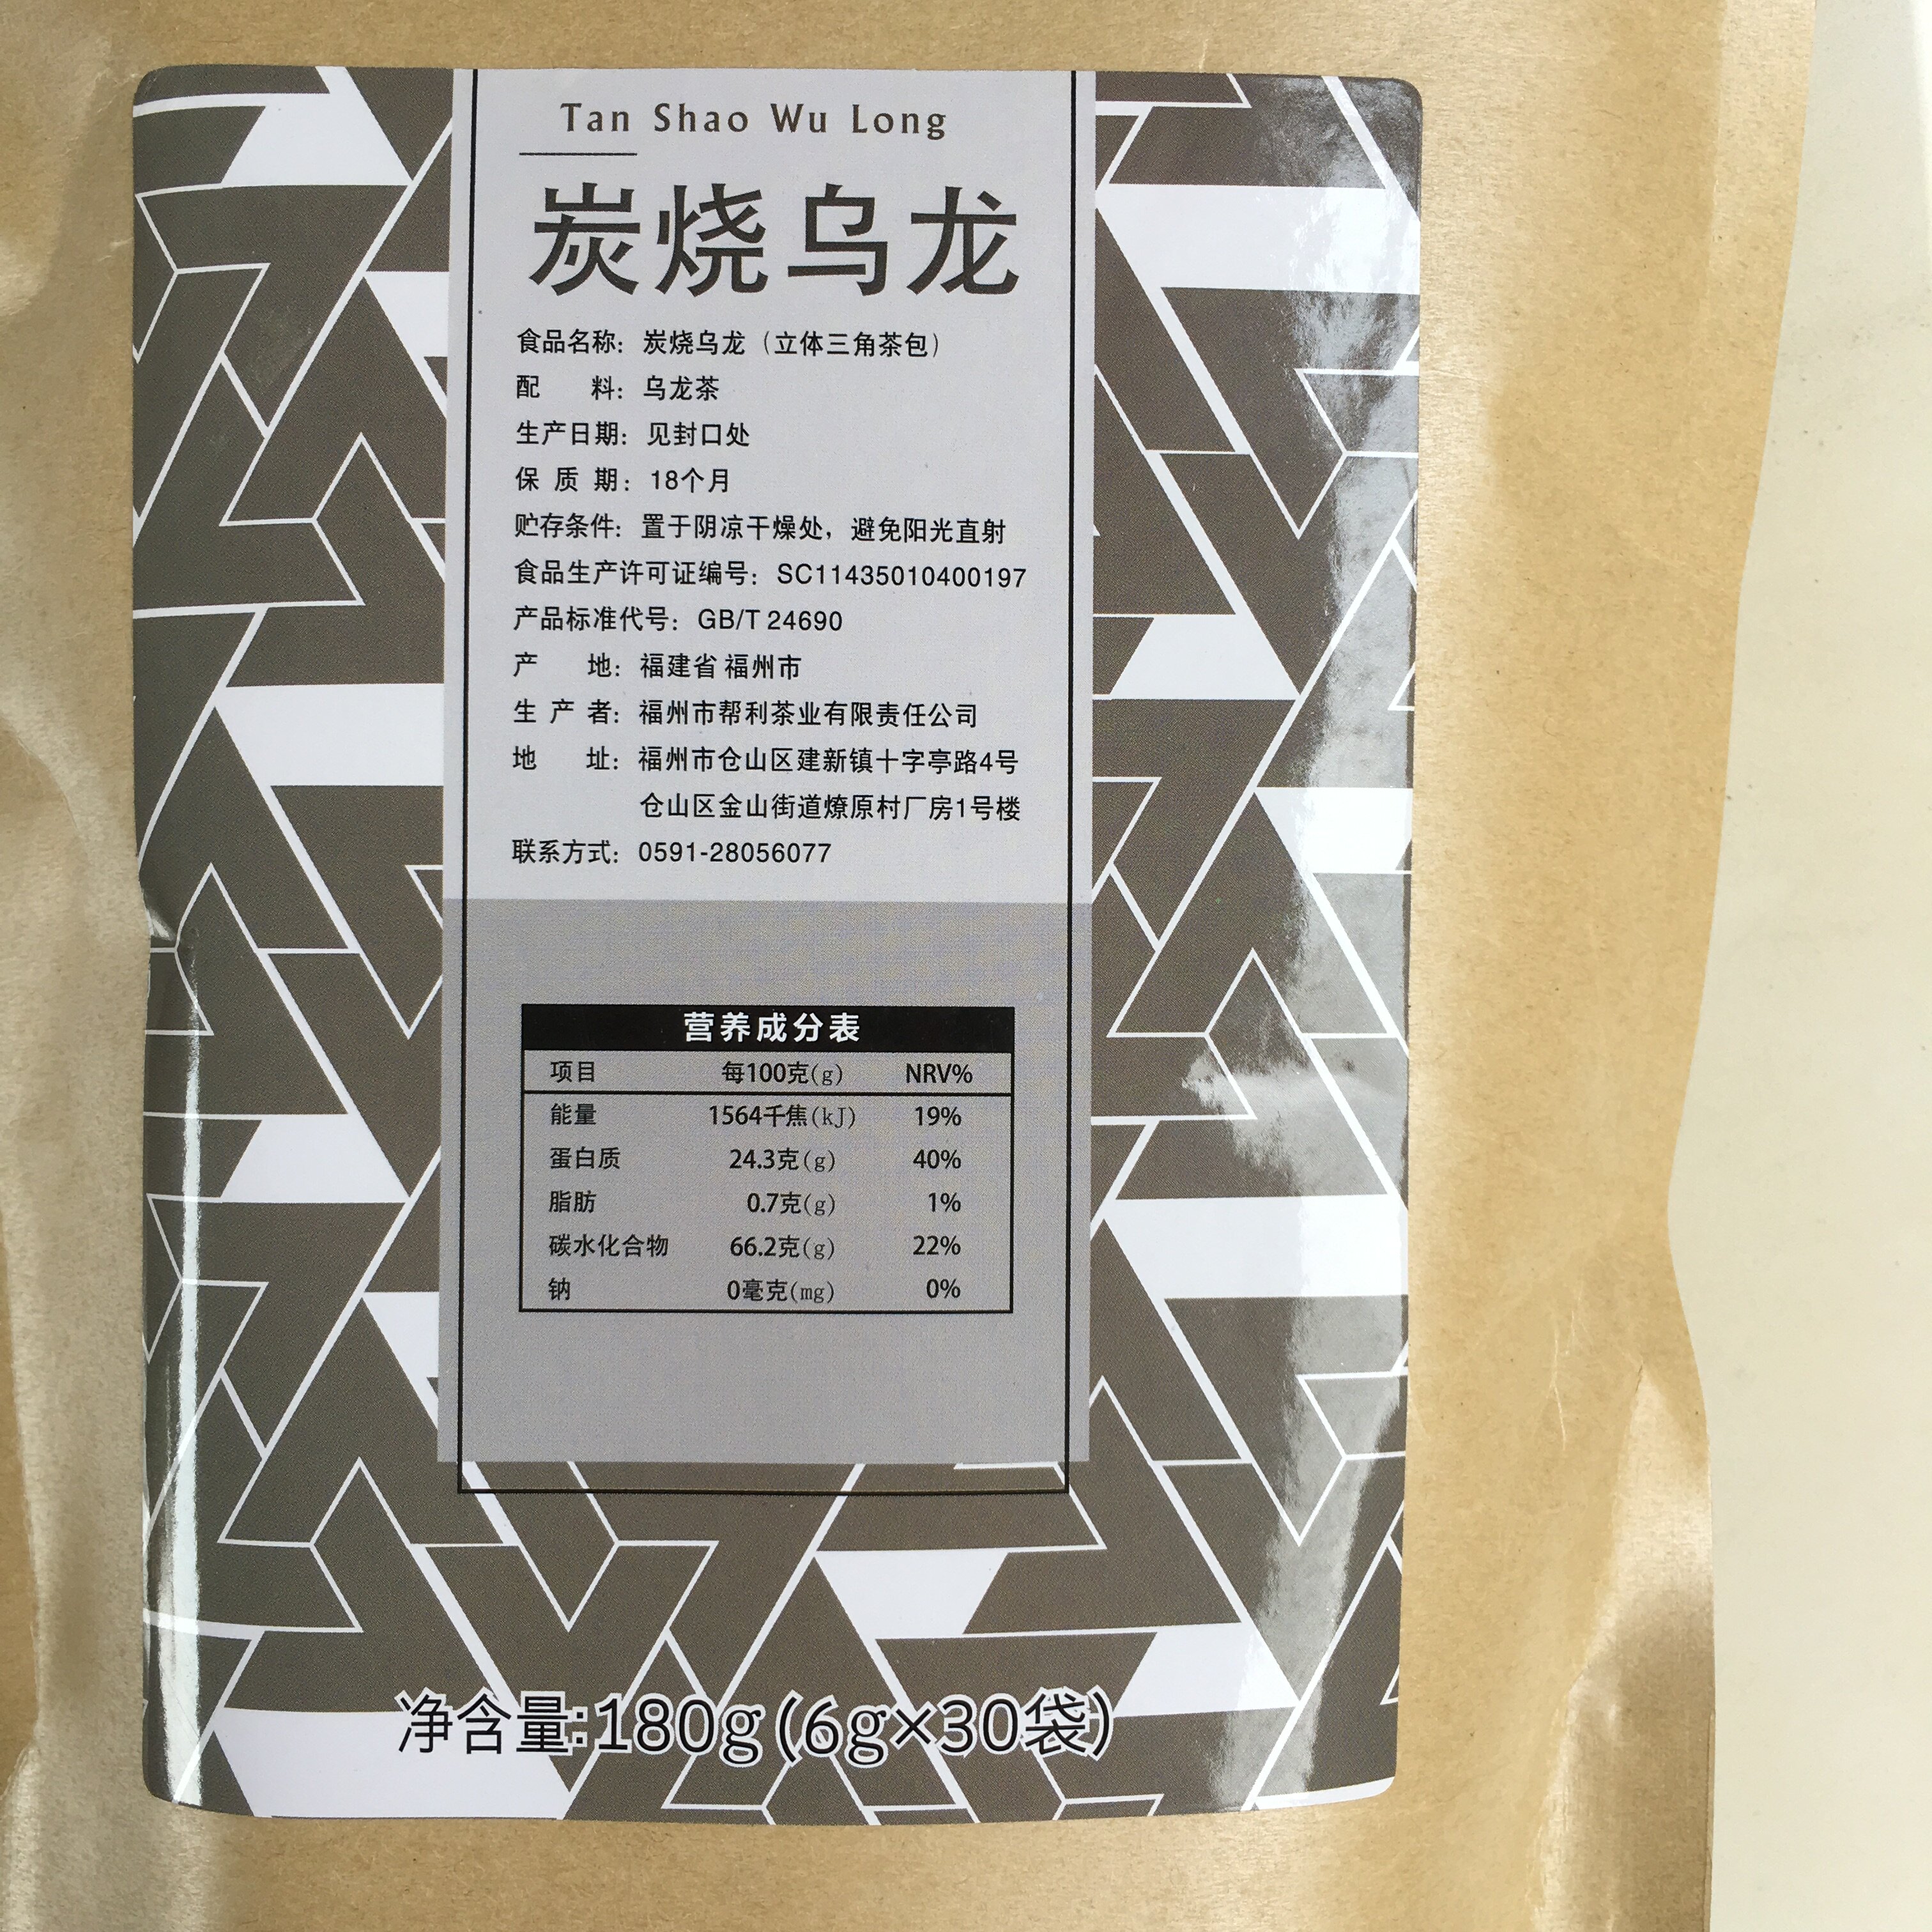 Tan Shao Wu Long
炭烧乌龙
食品名称：炭烧乌龙（立体三角茶包）
配 料：乌龙茶
生产日期：见封口处
保 质 期：18个月
贮存条件：置于阴凉干燥处，避免阳光直射
食品生产许可证编号：SC11435010400197
产品标准代号：GB/T 24690
产 地：福建省 福州市
生 产 者：福州市帮利茶业有限责任公司
地 址：福州市仓山区建新镇十字亭路4号
仓山区金山街道燎原村厂房1号楼
联系方式：0591-28056077
营养成分表
项目 每100克(g) NRV%
能量 1564千焦(kJ) 19%
蛋白质 24.3克(g) 40%
脂肪 0.7克(g) 1%
碳水化合物 66.2克(g) 22%
钠 0毫克(mg) 0%
净含量:180g(6g×30袋)